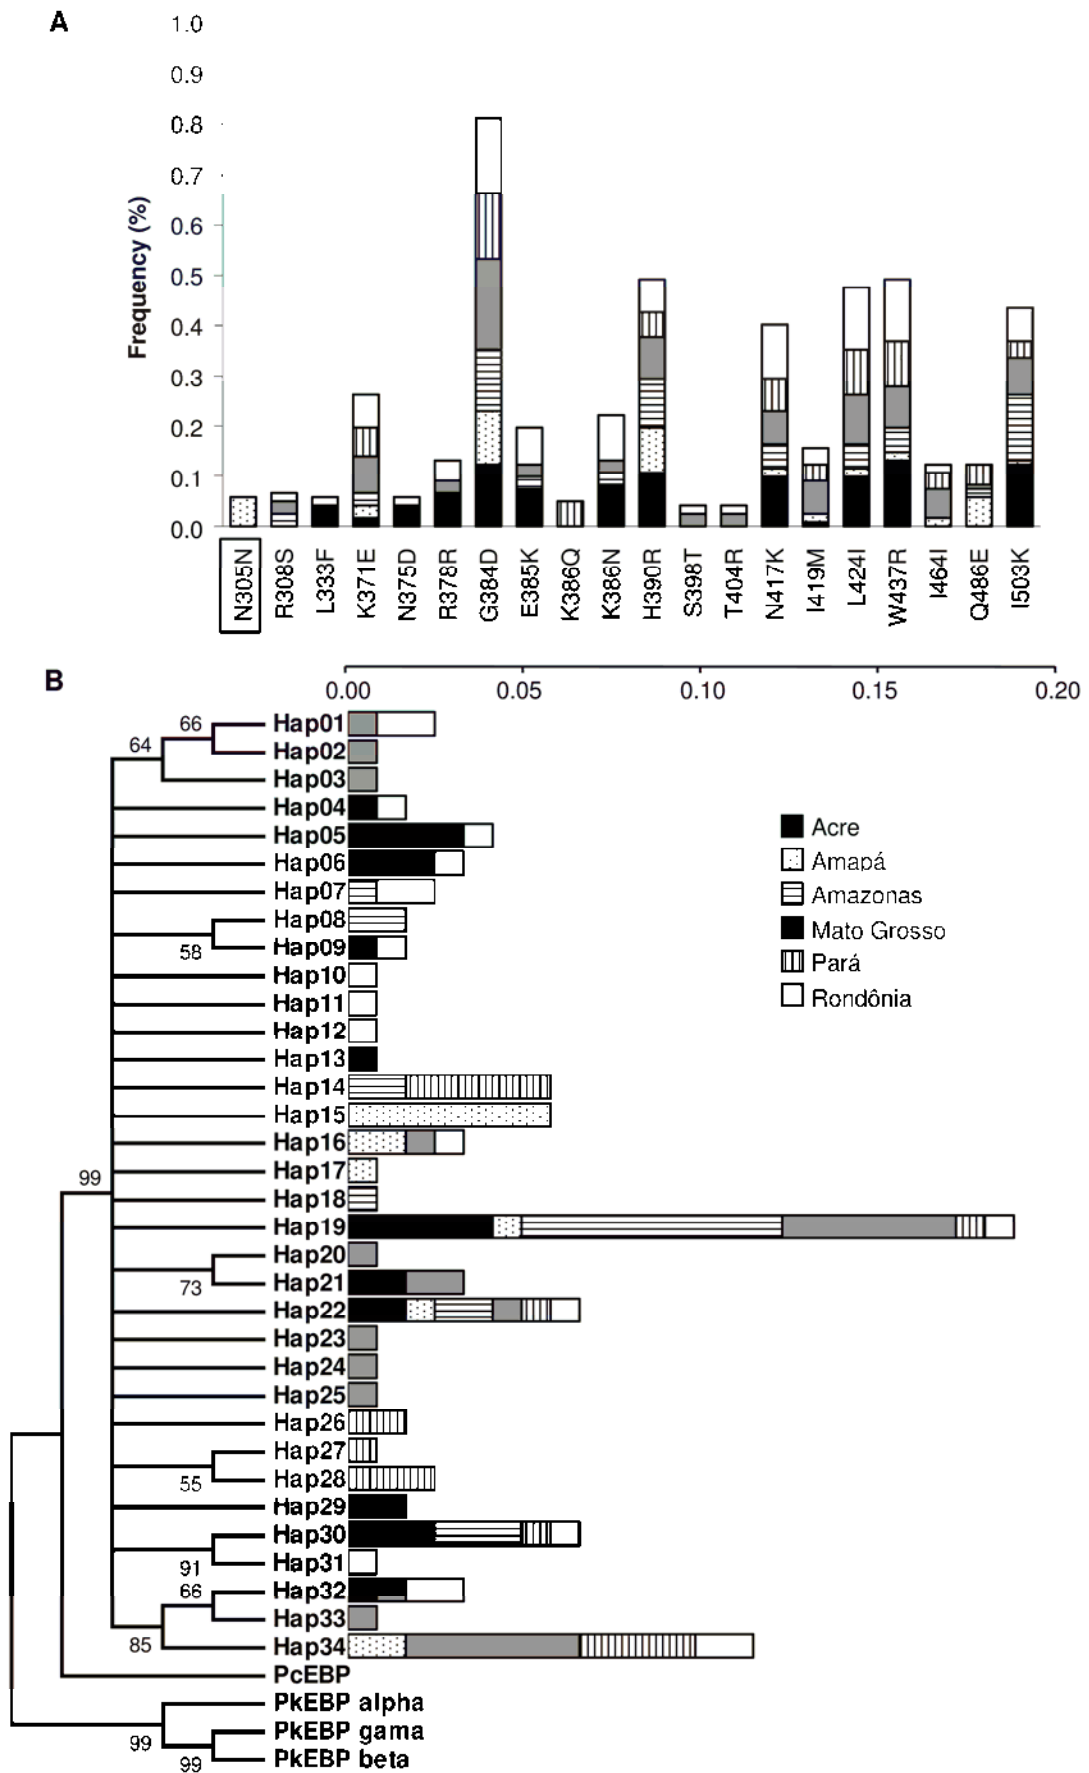 A
1.0
0.9
0.8
0.7
0.6
0.5
0.4
0.3
0.2
0.1
0.0
Frequency (%)
N305N
R308S
L333F
K371E
N375D
R378R
G384D
E385K
K386Q
K386N
H390R
S398T
T404R
N417K
I419M
L424I
W437R
I464I
Q486E
I503K
B
0.00 0.05 0.10 0.15 0.20
66 Hap01
64 Hap02
Hap03
Hap04
Hap05
Hap06
Hap07
Hap08
58 Hap09
Hap10
Hap11
Hap12
Hap13
Hap14
Hap15
Hap16
Hap17
99 Hap18
Hap19
Hap20
73 Hap21
Hap22
Hap23
Hap24
Hap25
Hap26
Hap27
55 Hap28
Hap29
Hap30
91 Hap31
66 Hap32
Hap33
85 Hap34
PcEBP
PkEBP alpha
99 PkEBP gama
99 PkEBP beta
Acre
Amapá
Amazonas
Mato Grosso
Pará
Rondônia